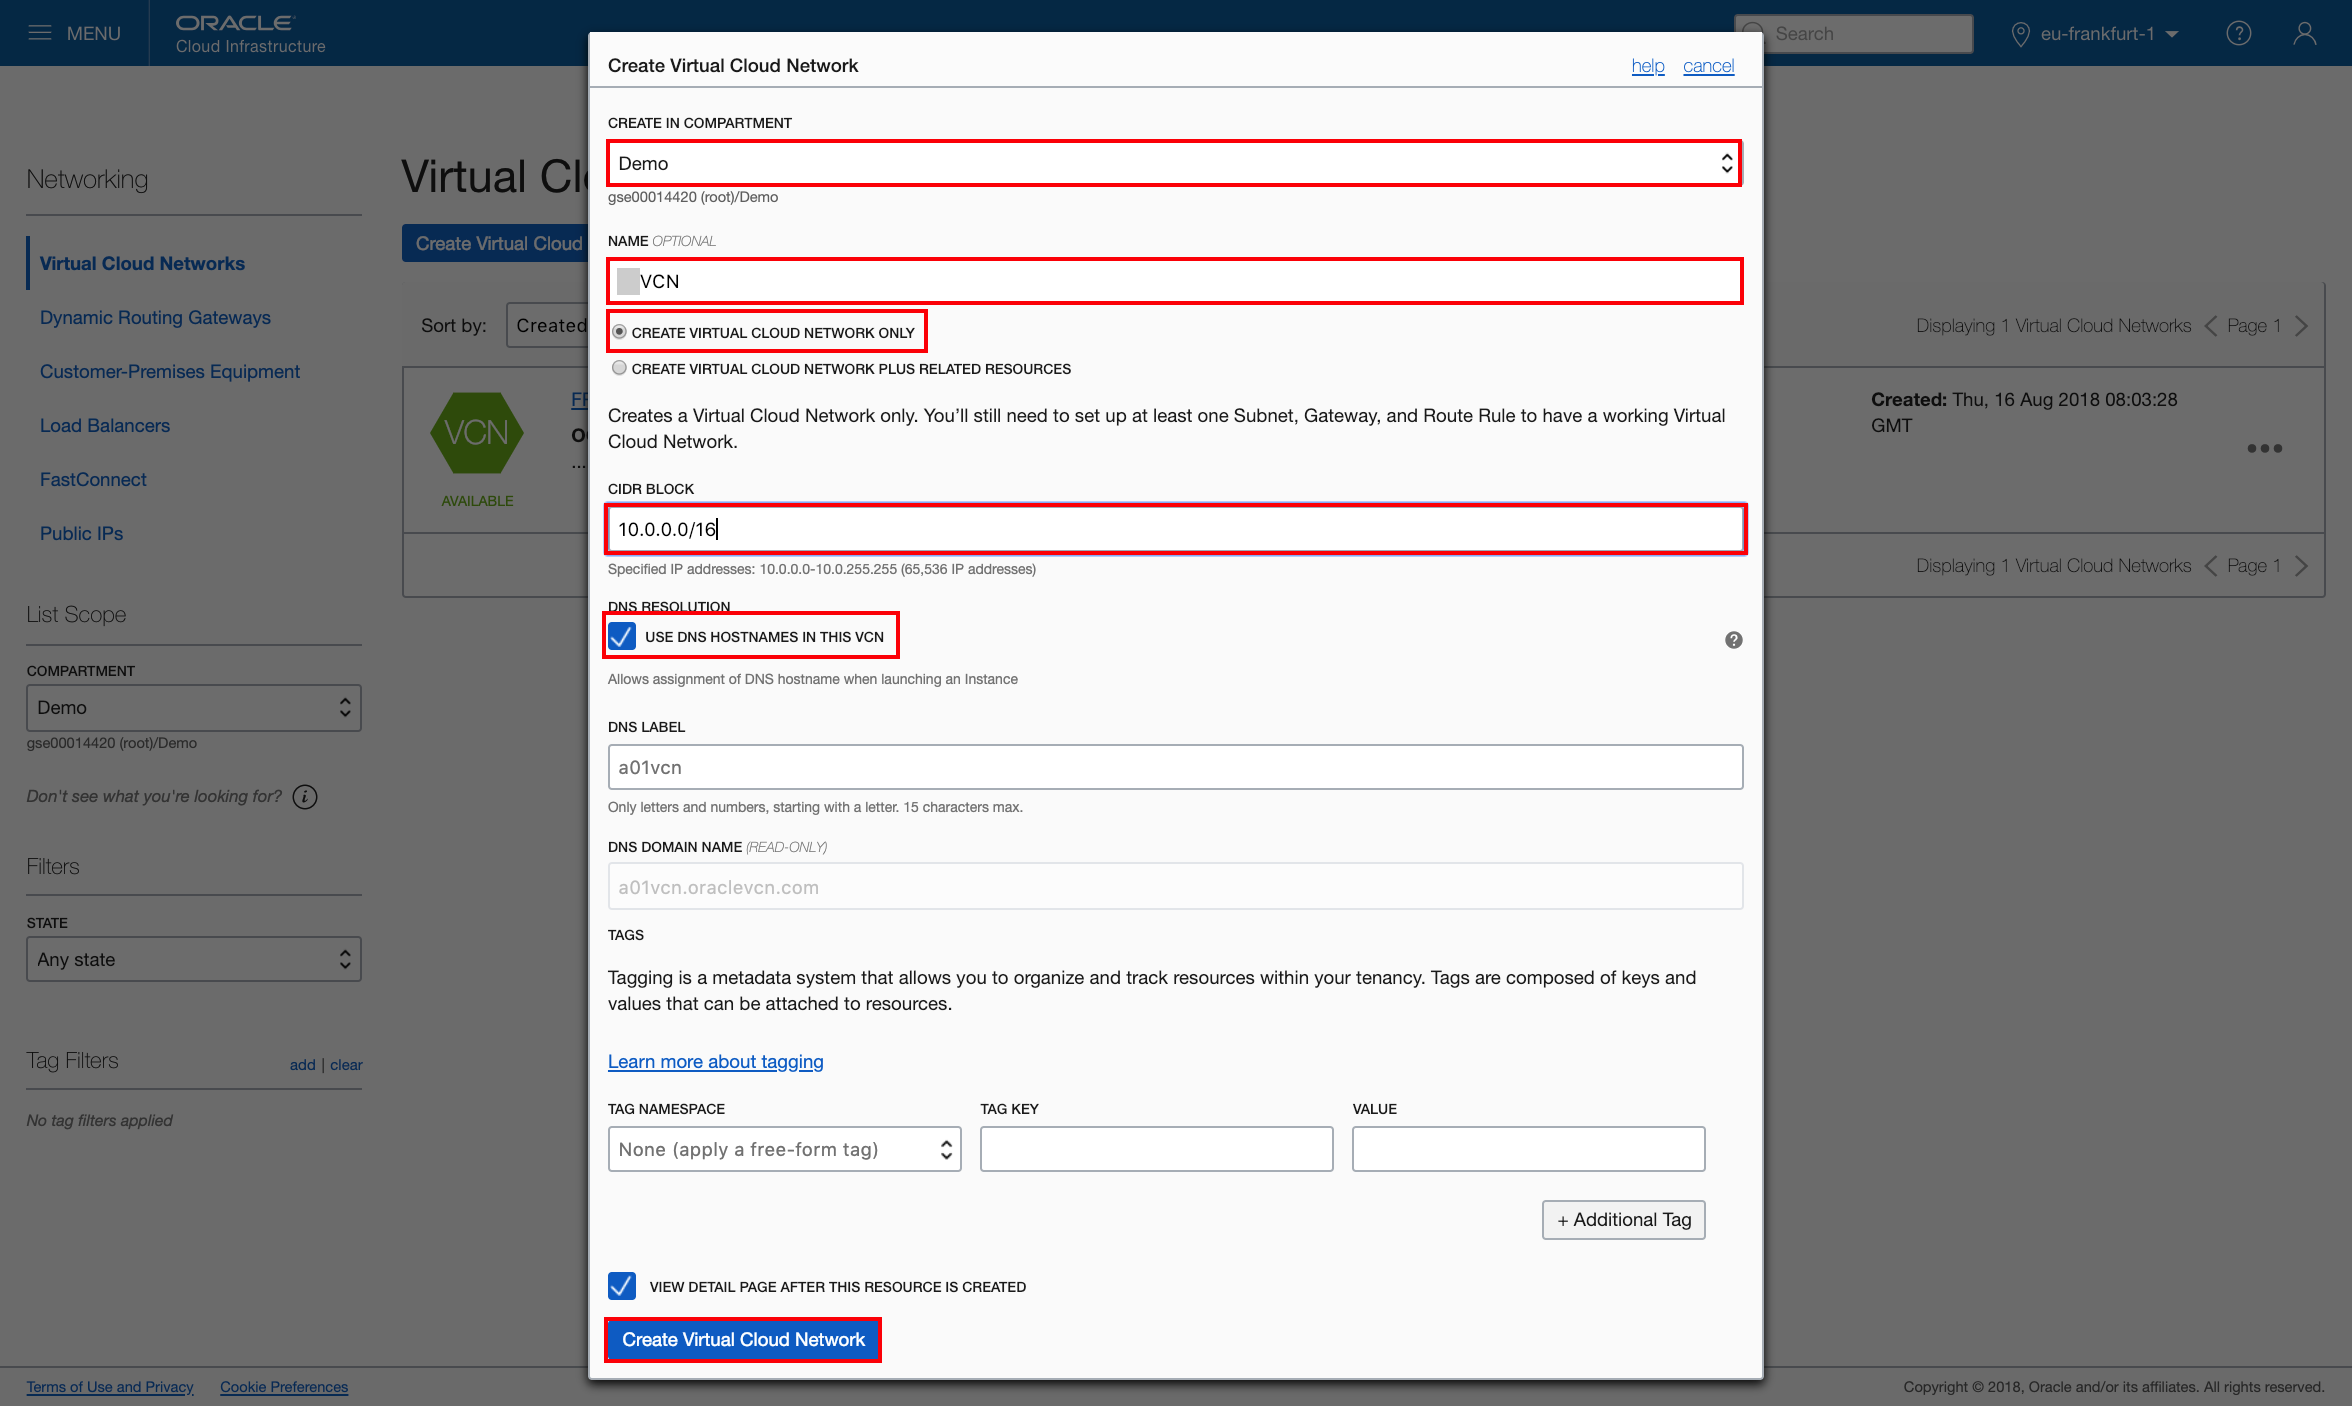 MENU
ORACLE
Cloud Infrastructure
Search
eu-frankfurt-1
Networking
Virtual Cloud Networks
Dynamic Routing Gateways
Customer-Premises Equipment
Load Balancers
FastConnect
Public IPs
List Scope
COMPARTMENT
Demo
gse00014420 (root)/Demo
Don't see what you're looking for?
Filters
STATE
Any state
Tag Filters
add | clear
No tag filters applied
Virtual
Create Virtual Cloud
Sort by:
Created
VCN
AVAILABLE
...
Displaying 1 Virtual Cloud Networks
Page 1
Created: Thu, 16 Aug 2018 08:03:28
GMT
Displaying 1 Virtual Cloud Networks
Page 1
Create Virtual Cloud Network
help
cancel
CREATE IN COMPARTMENT
Demo
gse00014420 (root)/Demo
NAME OPTIONAL
VCN
CREATE VIRTUAL CLOUD NETWORK ONLY
CREATE VIRTUAL CLOUD NETWORK PLUS RELATED RESOURCES
Creates a Virtual Cloud Network only. You’ll still need to set up at least one Subnet, Gateway, and Route Rule to have a working Virtual
Cloud Network.
CIDR BLOCK
10.0.0.0/16
Specified IP addresses: 10.0.0.0-10.0.255.255 (65,536 IP addresses)
DNS RESOLUTION
USE DNS HOSTNAMES IN THIS VCN
Allows assignment of DNS hostname when launching an Instance
DNS LABEL
a01vcn
Only letters and numbers, starting with a letter. 15 characters max.
DNS DOMAIN NAME (READ-ONLY)
a01vcn.oraclevcn.com
TAGS
Tagging is a metadata system that allows you to organize and track resources within your tenancy. Tags are composed of keys and
values that can be attached to resources.
Learn more about tagging
TAG NAMESPACE
TAG KEY
VALUE
None (apply a free-form tag)
+ Additional Tag
VIEW DETAIL PAGE AFTER THIS RESOURCE IS CREATED
Create Virtual Cloud Network
Terms of Use and Privacy
Cookie Preferences
Copyright © 2018, Oracle and/or its affiliates. All rights reserved.